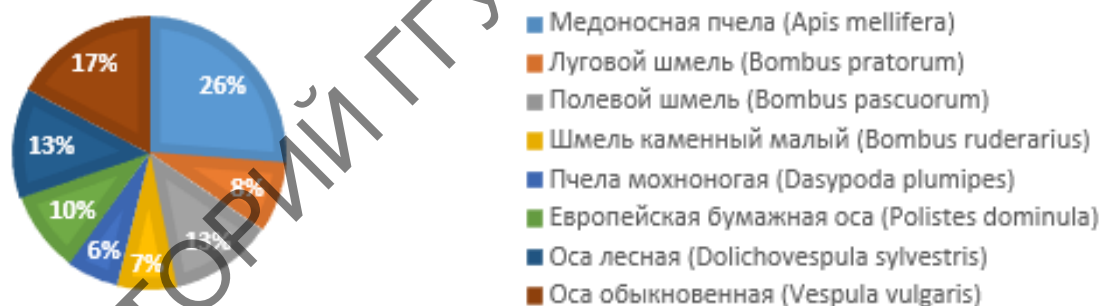 17%
26%
13%
8%
10%
13%
6%
7%
Медоносная пчела (Apis mellifera)
Луговой шмель (Bombus pratorum)
Полевой шмель (Bombus pascuorum)
Шмель каменный малый (Bombus ruderarius)
Пчела мохноногая (Dasypoda plumipes)
Европейская бумажная оса (Polistes dominula)
Оса лесная (Dolichovespula sylvestris)
Оса обыкновенная (Vespula vulgaris)